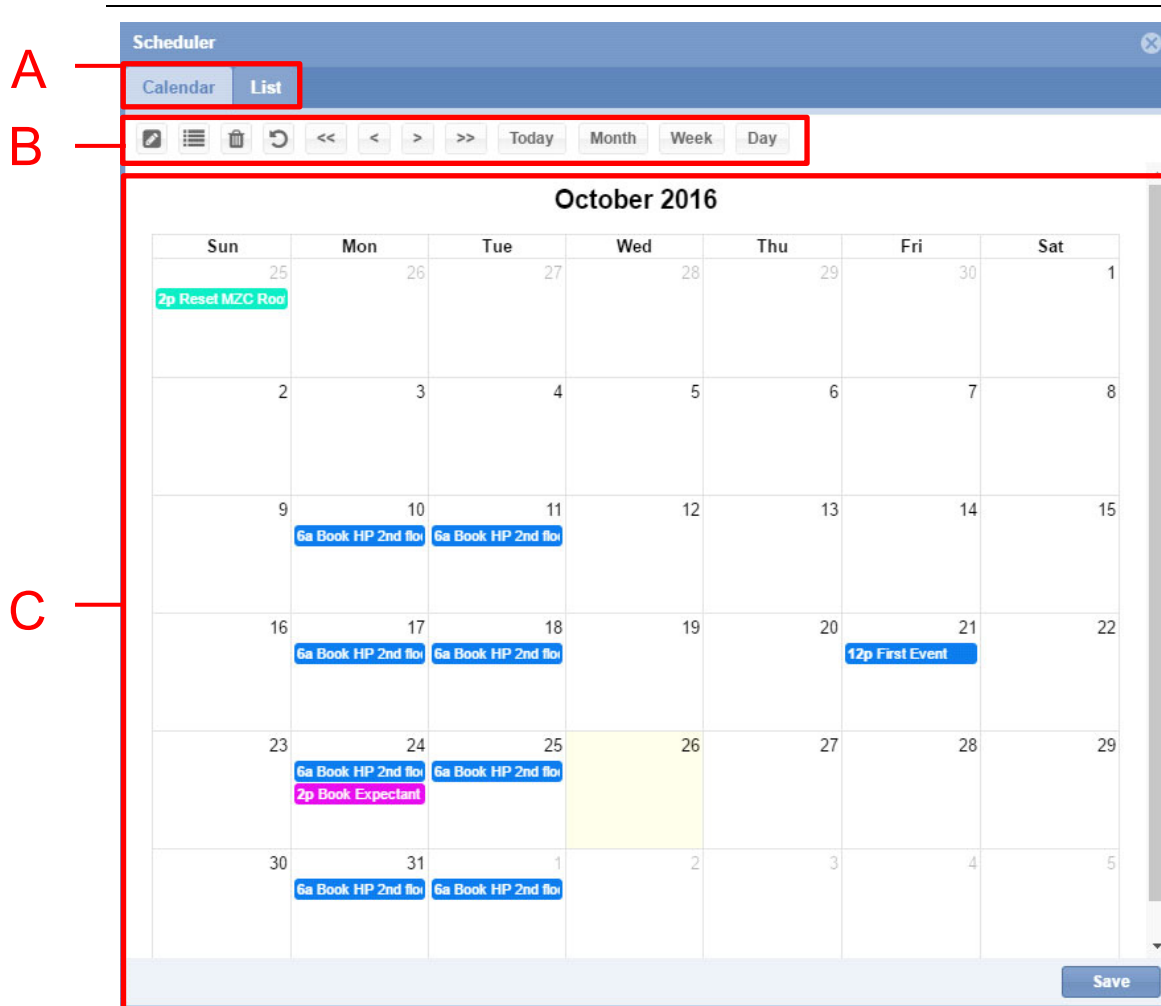 Scheduler
A
Calendar List
B
<< < > >> Today Month Week Day
C
October 2016
Sun Mon Tue Wed Thu Fri Sat
25 26 27 28 29 30 1
2p Reset MZC Roo
2 3 4 5 6 7 8
9 10 11 12 13 14 15
6a Book HP 2nd flo 6a Book HP 2nd flo
16 17 18 19 20 21 22
6a Book HP 2nd flo 6a Book HP 2nd flo 12p First Event
23 24 25 26 27 28 29
6a Book HP 2nd flo 6a Book HP 2nd flo
2p Book Expectant
30 31 1 2 3 4 5
6a Book HP 2nd flo 6a Book HP 2nd flo
Save